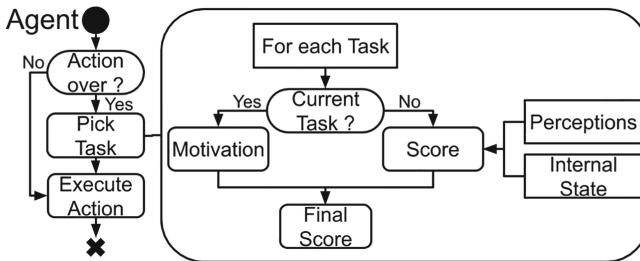 Agent
No
Action
over ?
Yes
Pick
Task
Execute
Action
For each Task
Yes
Current
Task ?
No
Motivation
Score
Perceptions
Internal
State
Final
Score